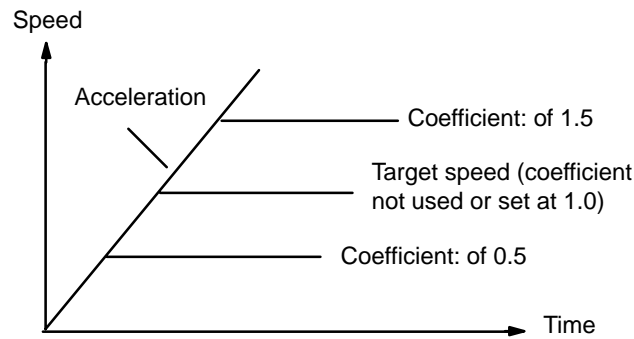 Speed
Acceleration
Coefficient: of 1.5
Target speed (coefficient
not used or set at 1.0)
Coefficient: of 0.5
Time